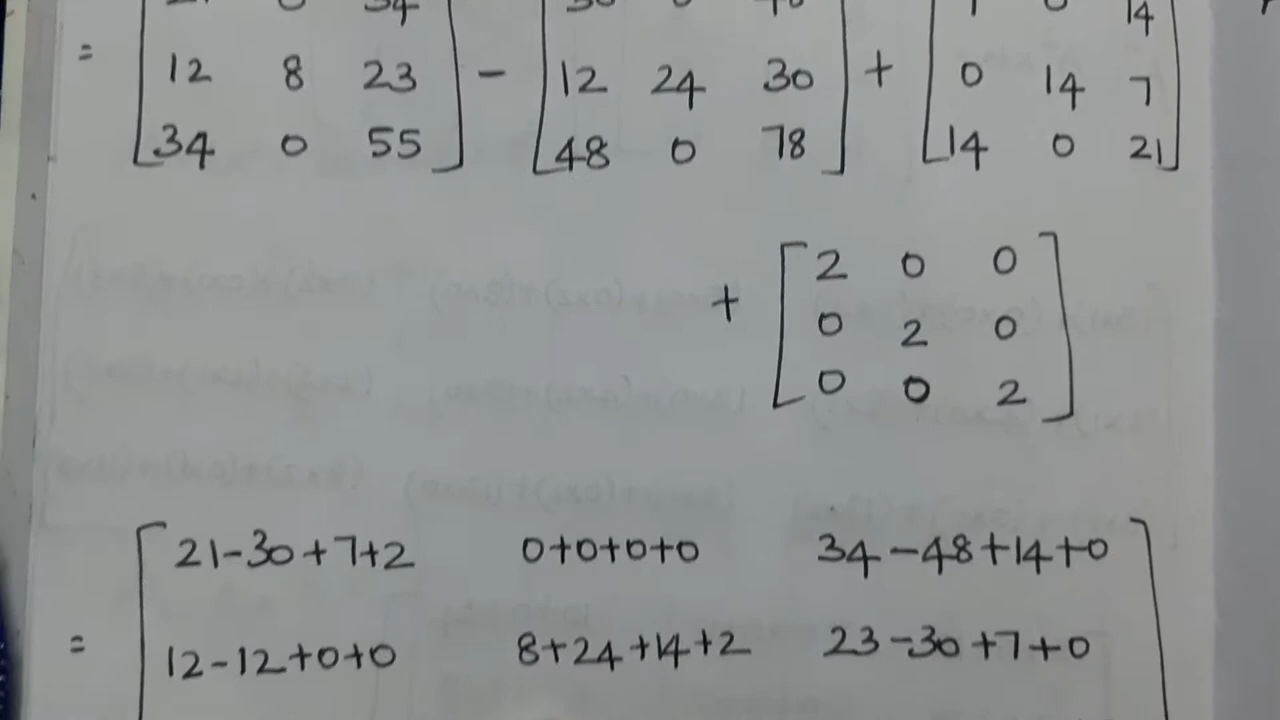 34
= 12 8 23 - 12 24 30 + 0 14 7
34 0 55 48 0 78 14 0 21
14
2 0 0
+ 0 2 0
0 0 2
21-30+7+2 0+0+0+0 34-48+14+0
= 12-12+0+0 8+24+14+2 23-30+7+0